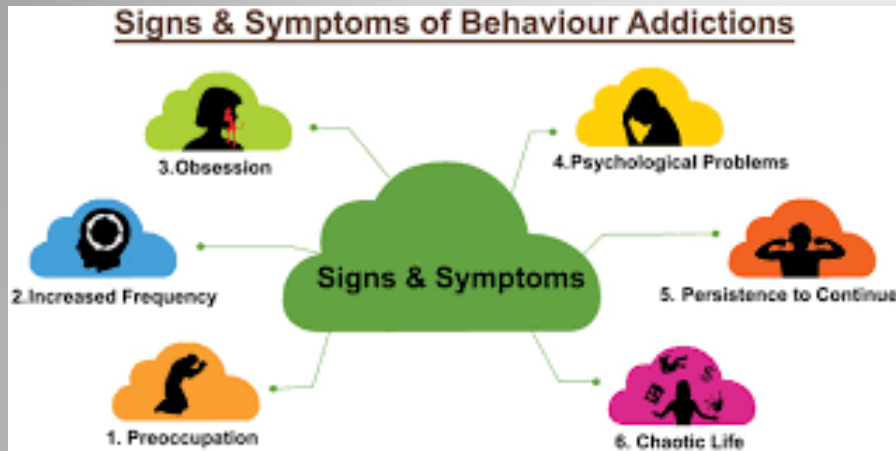 Signs & Symptoms of Behaviour Addictions
3.Obsession
4.Psychological Problems
2.Increased Frequency
Signs & Symptoms
5. Persistence to Continue
1. Preoccupation
6. Chaotic Life